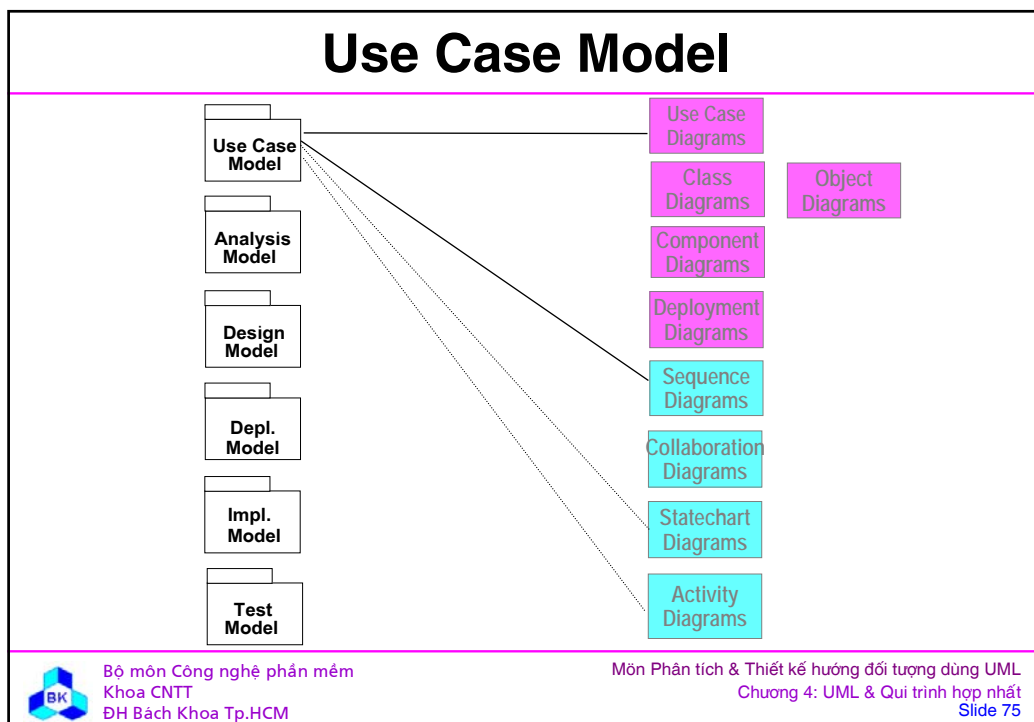 Use Case Model
Use Case
Model
Analysis
Model
Design
Model
Depl.
Model
Impl.
Model
Test
Model
Use Case
Diagrams
Class
Diagrams
Object
Diagrams
Component
Diagrams
Deployment
Diagrams
Sequence
Diagrams
Collaboration
Diagrams
Statechart
Diagrams
Activity
Diagrams
BK
Bộ môn Công nghệ phần mềm
Khoa CNTT
ĐH Bách Khoa Tp.HCM
Môn Phân tích & Thiết kế hướng đối tượng dùng UML
Chương 4: UML & Qui trình hợp nhất
Slide 75